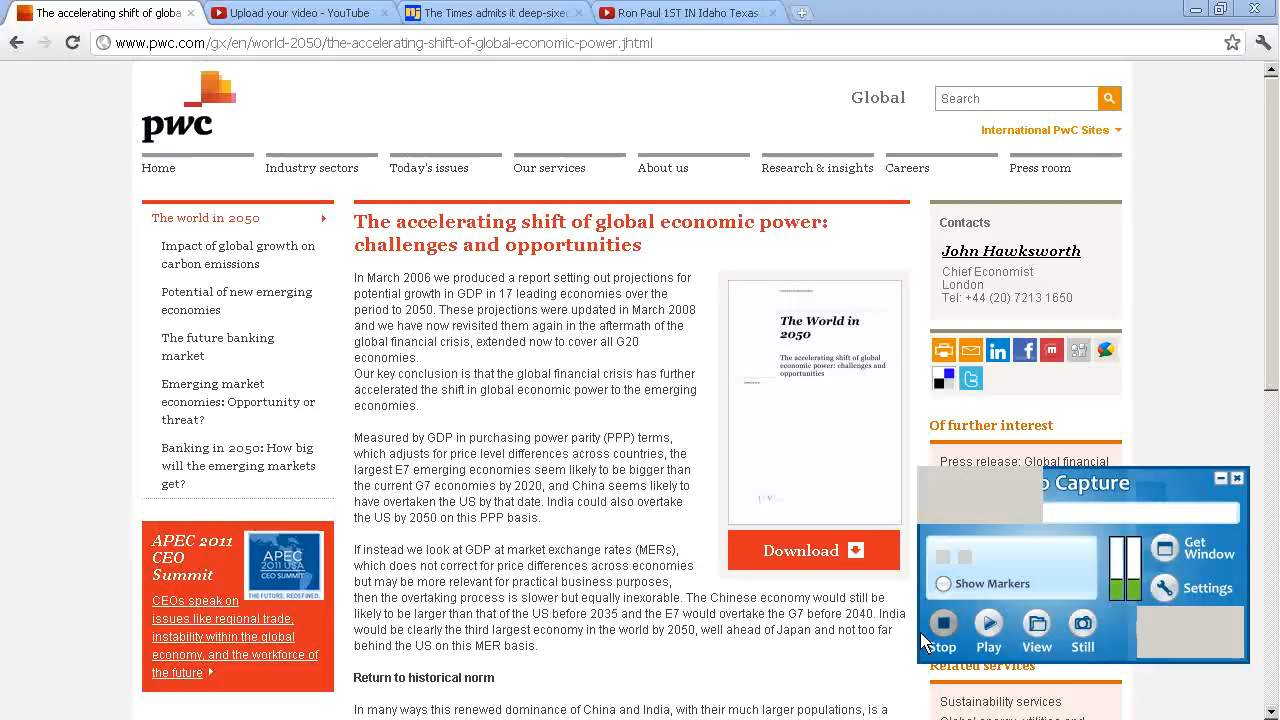 The accelerating shift of globa
Upload your video - YouTube
The Times admits it deep-sixe
Ron Paul 1ST IN Idaho Texas
www.pwc.com/gx/en/world-2050/the-accelerating-shift-of-global-economic-power.jhtml
pwc
Global
Search
International PwC Sites
Home
Industry sectors
Today's issues
Our services
About us
Research & insights
Careers
Press room
The world in 2050
Impact of global growth on
carbon emissions
Potential of new emerging
economies
The future banking
market
Emerging market
economies: Opportunity or
threat?
Banking in 2050: How big
will the emerging markets
get?
APEC 2011
CEO
Summit
APEC
2011 USA
CEO SUMMIT
THE FUTURE, REDEFINED.
CEOs speak on
issues like regional trade,
instability within the global
economy, and the workforce of
the future
The accelerating shift of global economic power:
challenges and opportunities
In March 2006 we produced a report setting out projections for
potential growth in GDP in 17 leading economies over the
period to 2050. These projections were updated in March 2008
and we have now revisited them again in the aftermath of the
global financial crisis, extended now to cover all G20
economies.
Our key conclusion is that the global financial crisis has further
accelerated the shift in global economic power to the emerging
economies.
Measured by GDP in purchasing power parity (PPP) terms,
which adjusts for price level differences across countries, the
largest E7 emerging economies seem likely to be bigger than
the current G7 economies by and China seems likely to
have overtaken the US by that date. India could also overtake
the US by 2050 on this PPP basis.
If instead we look at GDP at market exchange rates (MERs),
which does not correct for price differences across economies
but may be more relevant for practical business purposes,
then the overtaking process is slower but equally inexorable. The Chinese economy would still be
likely to be larger than that of the US before 2035 and the E7 would overtake the G7 before 2040. India
would be clearly the third largest economy in the world by 2050, well ahead of Japan and not too far
behind the US on this MER basis.
Return to historical norm
In many ways this renewed dominance of China and India, with their much larger populations, is a
The World in
2050
The accelerating shift of global
economic power: challenges and
opportunities
Download
Contacts
John Hawksworth
Chief Economist
London
Tel: +44 (20) 7213 1650
Of further interest
Press release: Global financial
Capture
Get
Window
Show Markers
Settings
Stop
Play
View
Still
Related services
Sustainability services